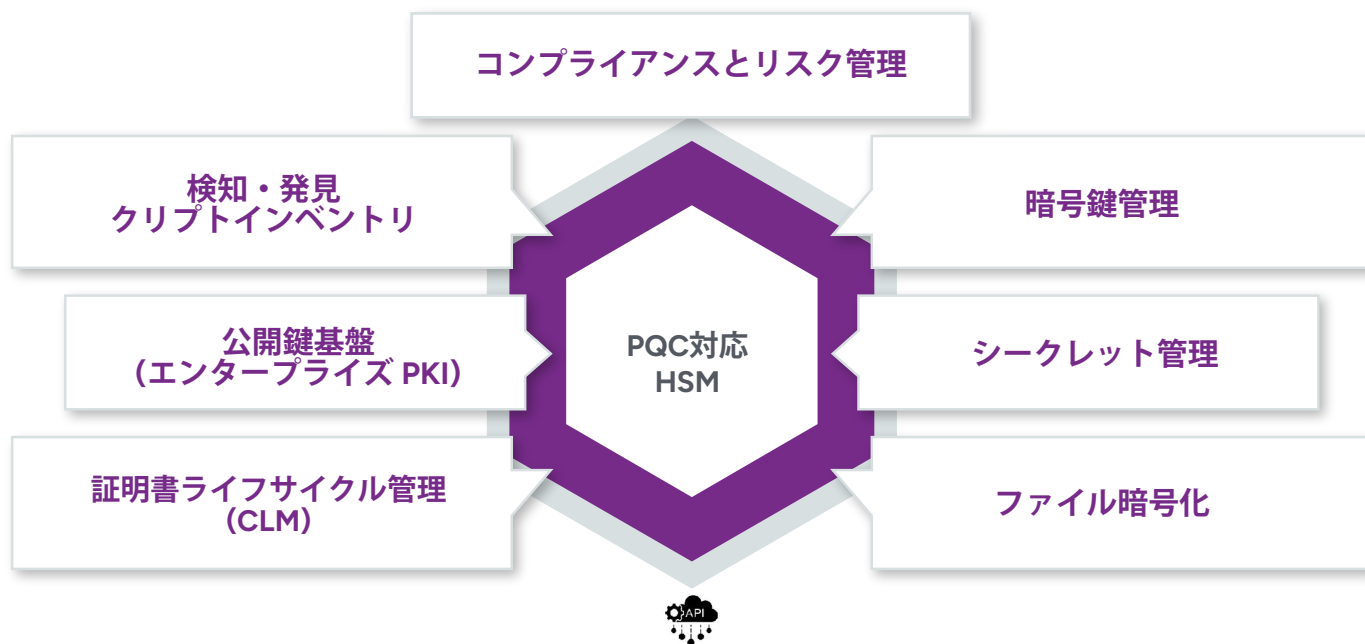 コンプライアンスとリスク管理
検知・発見
クリプトインベントリ
暗号鍵管理
公開鍵基盤
（エンタープライズ PKI）
PQC対応
HSM
シークレット管理
証明書ライフサイクル管理
（CLM）
ファイル暗号化
API